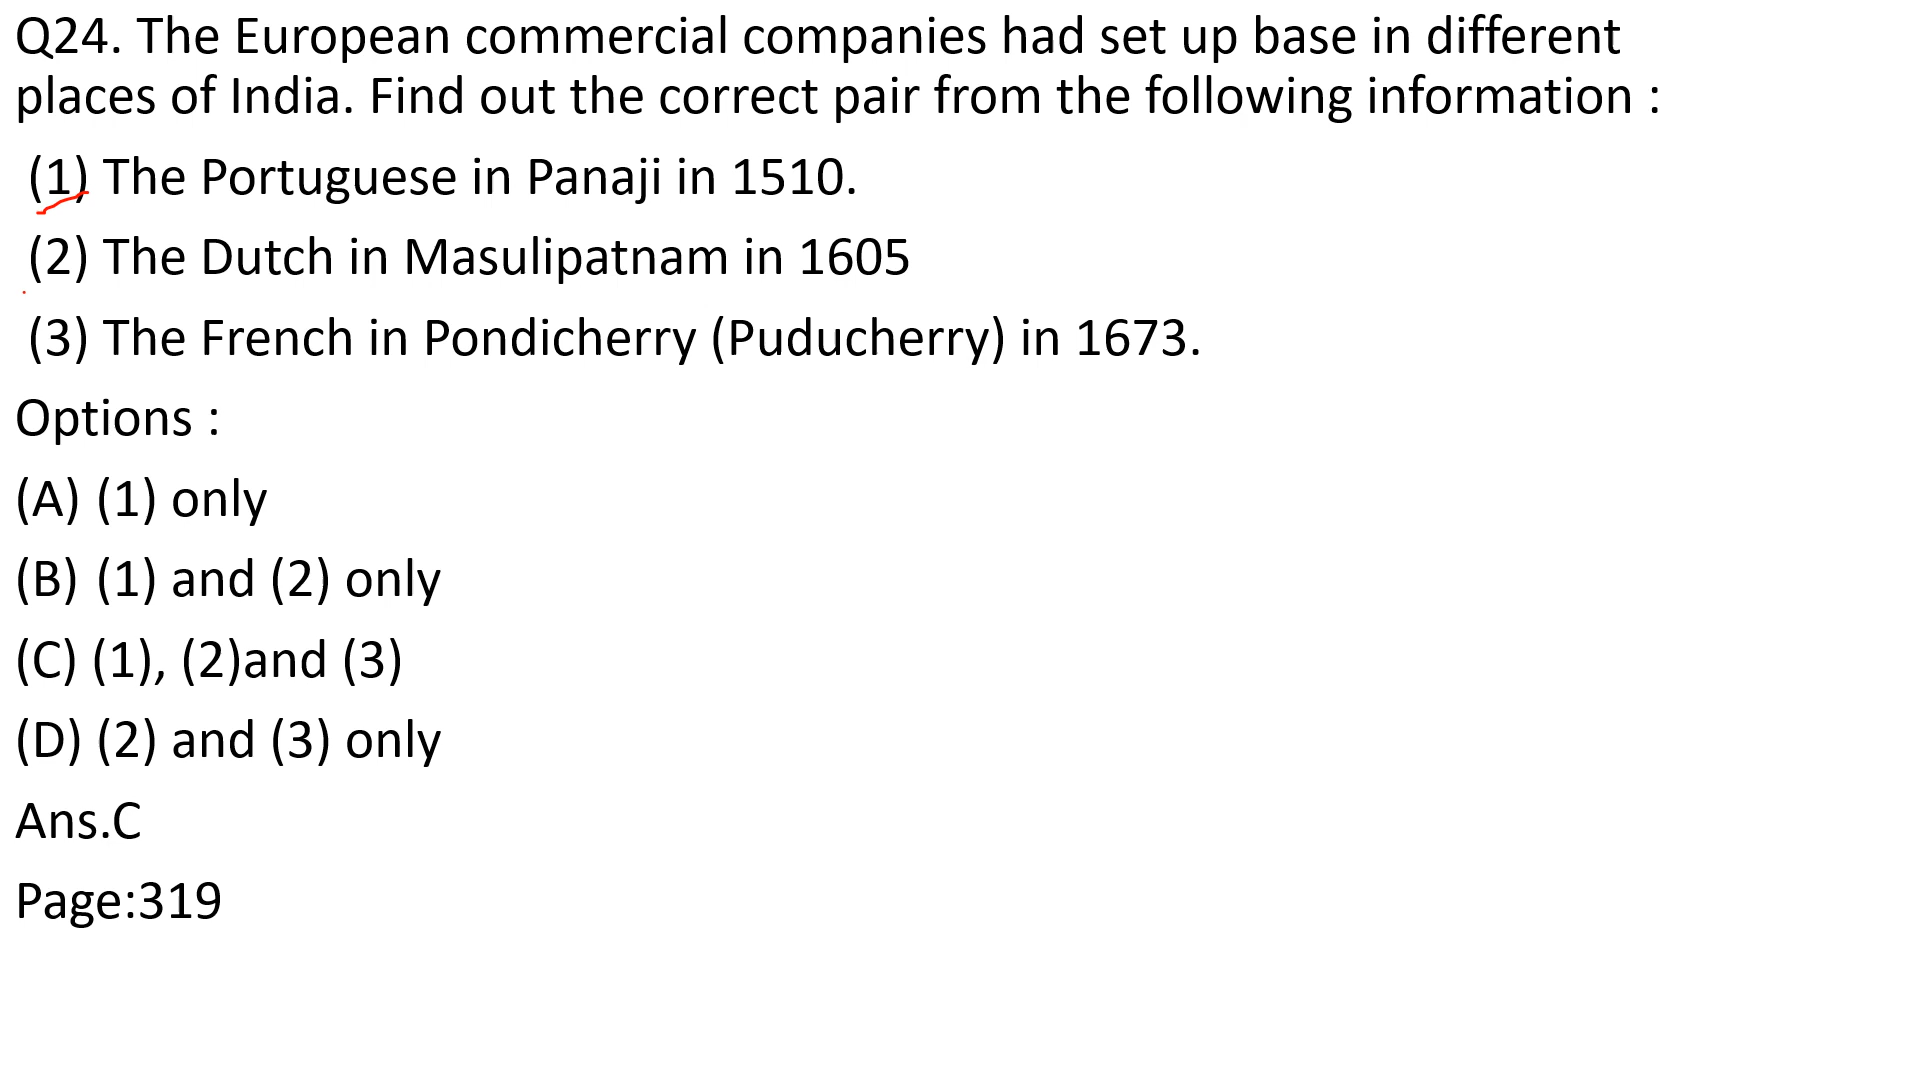 Q24. The European commercial companies had set up base in different
places of India. Find out the correct pair from the following information :
(1) The Portuguese in Panaji in 1510.
(2) The Dutch in Masulipatnam in 1605
(3) The French in Pondicherry (Puducherry) in 1673.
Options :
(A) (1) only
(B) (1) and (2) only
(C) (1), (2)and (3)
(D) (2) and (3) only
Ans.C
Page:319